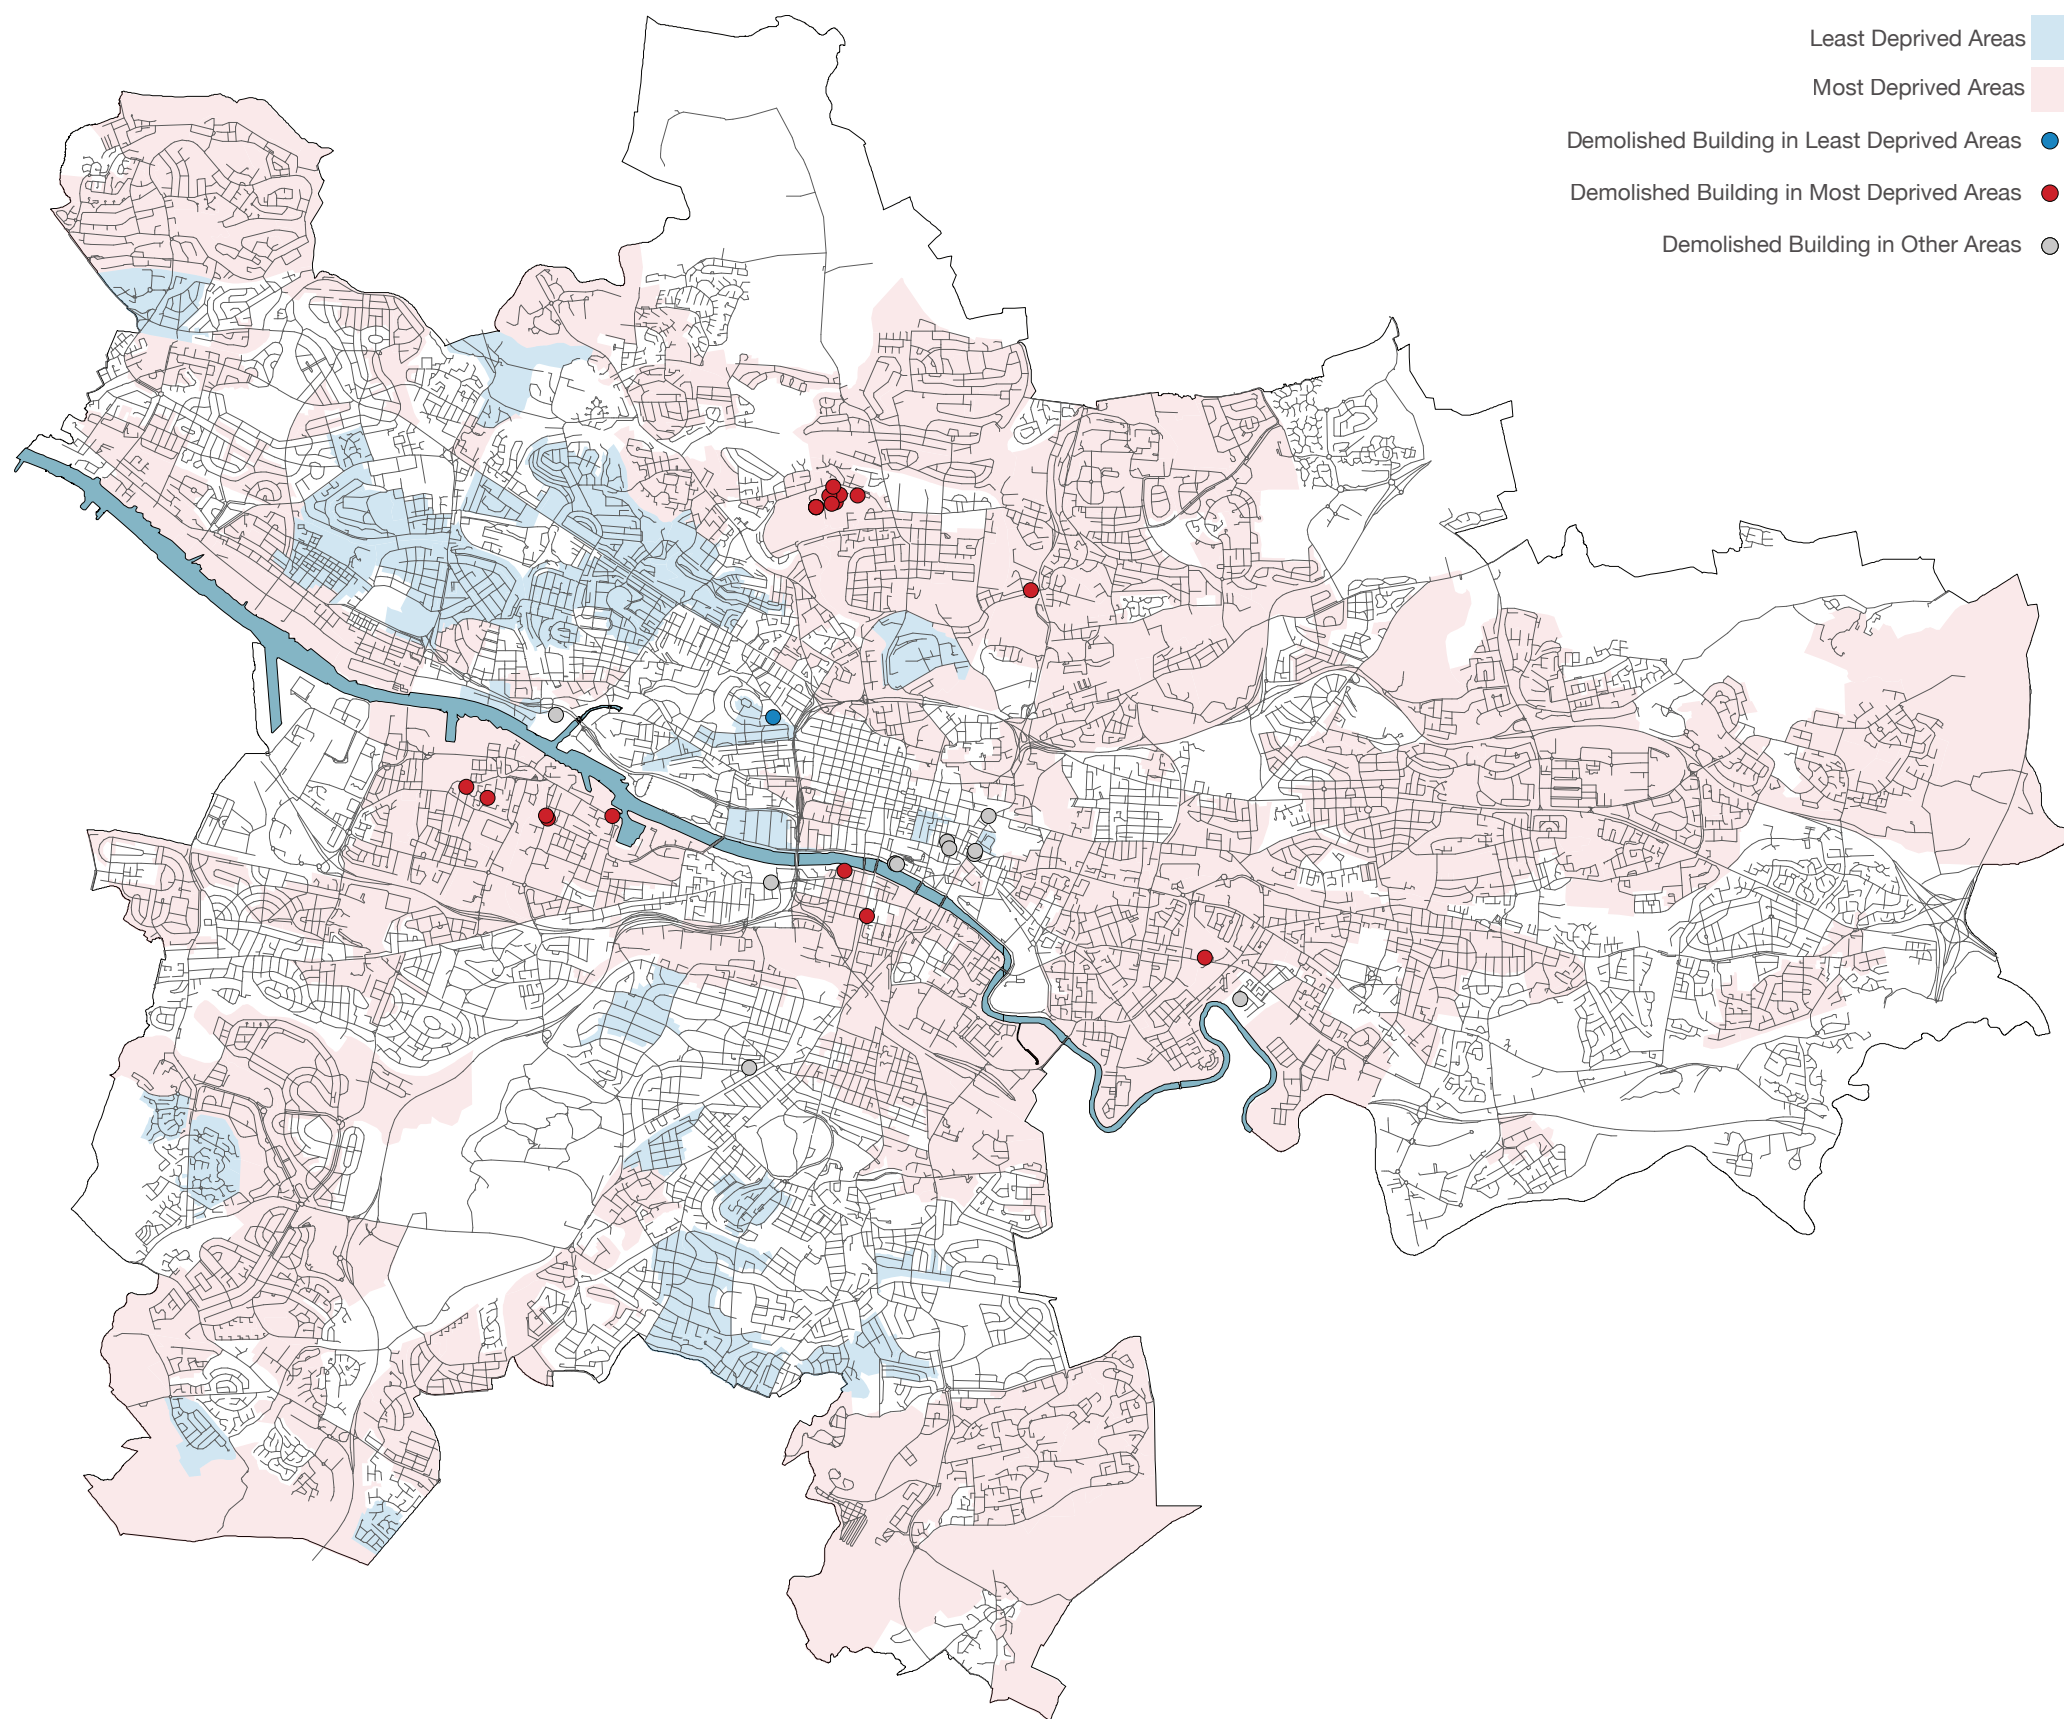 Least Deprived Areas
Most Deprived Areas
Demolished Building in Least Deprived Areas
Demolished Building in Most Deprived Areas
Demolished Building in Other Areas